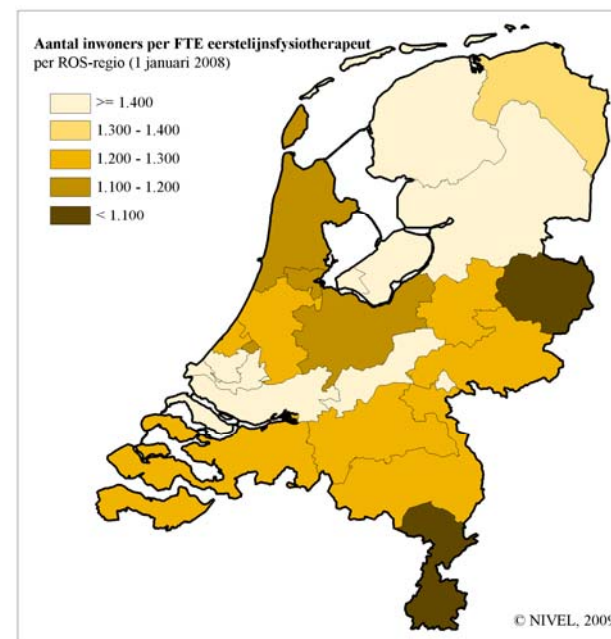 Aantal inwoners per FTE eerstelijnsfysiotherapeut
per ROS-regio (1 januari 2008)
>= 1.400
1.300 - 1.400
1.200 - 1.300
1.100 - 1.200
< 1.100
© NIVEL, 2009